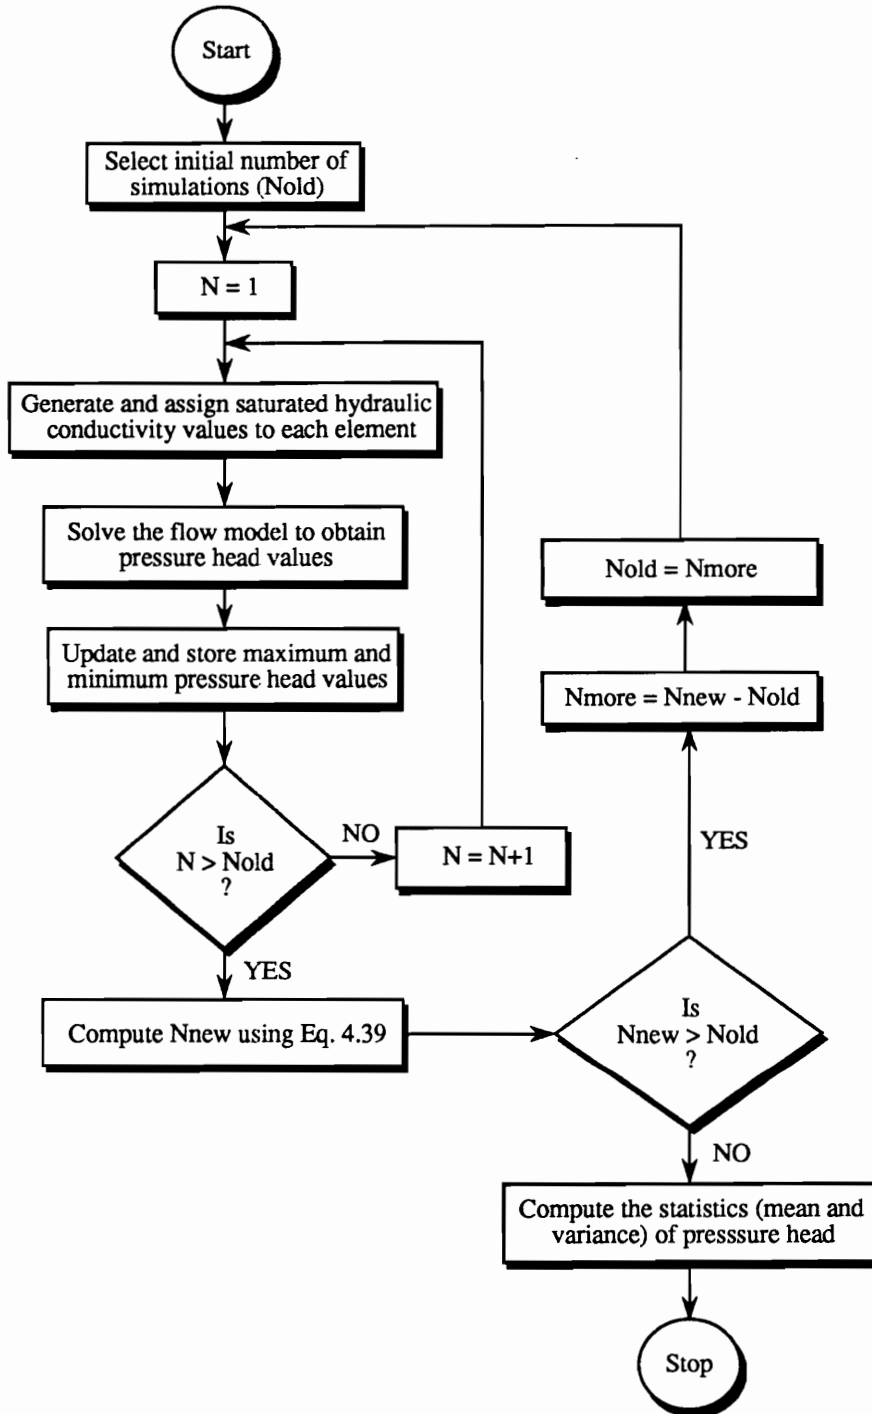 Start
Select initial number of
simulations (Nold)
N = 1
Generate and assign saturated hydraulic
conductivity values to each element
Solve the flow model to obtain
pressure head values
Update and store maximum and
minimum pressure head values
Is
N > Nold
?
NO
N = N+1
YES
Compute Nnew using Eq. 4.39
Is
Nnew > Nold
?
YES
Nmore = Nnew - Nold
Nold = Nmore
NO
Compute the statistics (mean and
variance) of presssure head
Stop